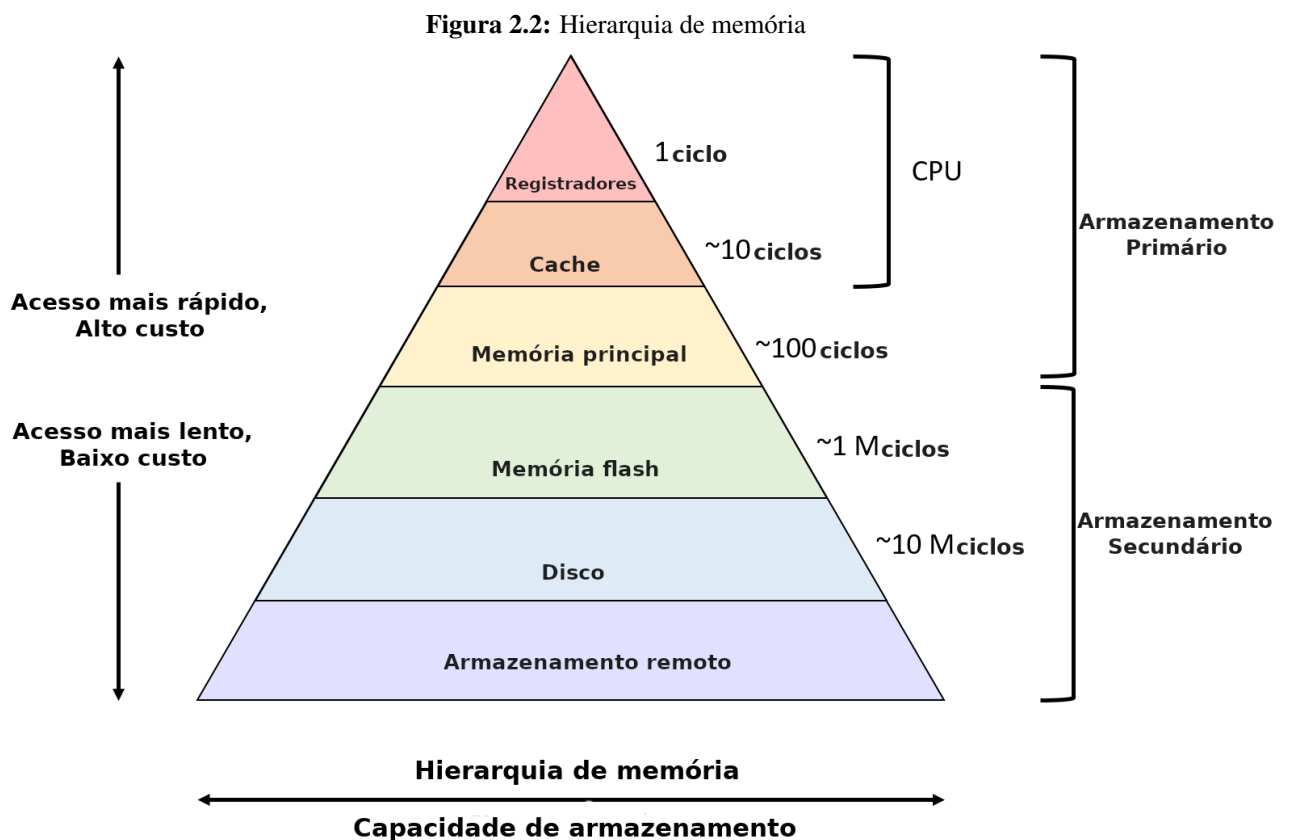 Figura 2.2: Hierarquia de memória
1 ciclo
Registradores
CPU
Armazenamento
Primário
~10 ciclos
Cache
Acesso mais rápido,
Alto custo
~100 ciclos
Memória principal
Acesso mais lento,
Baixo custo
~1 M ciclos
Memória flash
Armazenamento
Secundário
~10 M ciclos
Disco
Armazenamento remoto
Hierarquia de memória
Capacidade de armazenamento